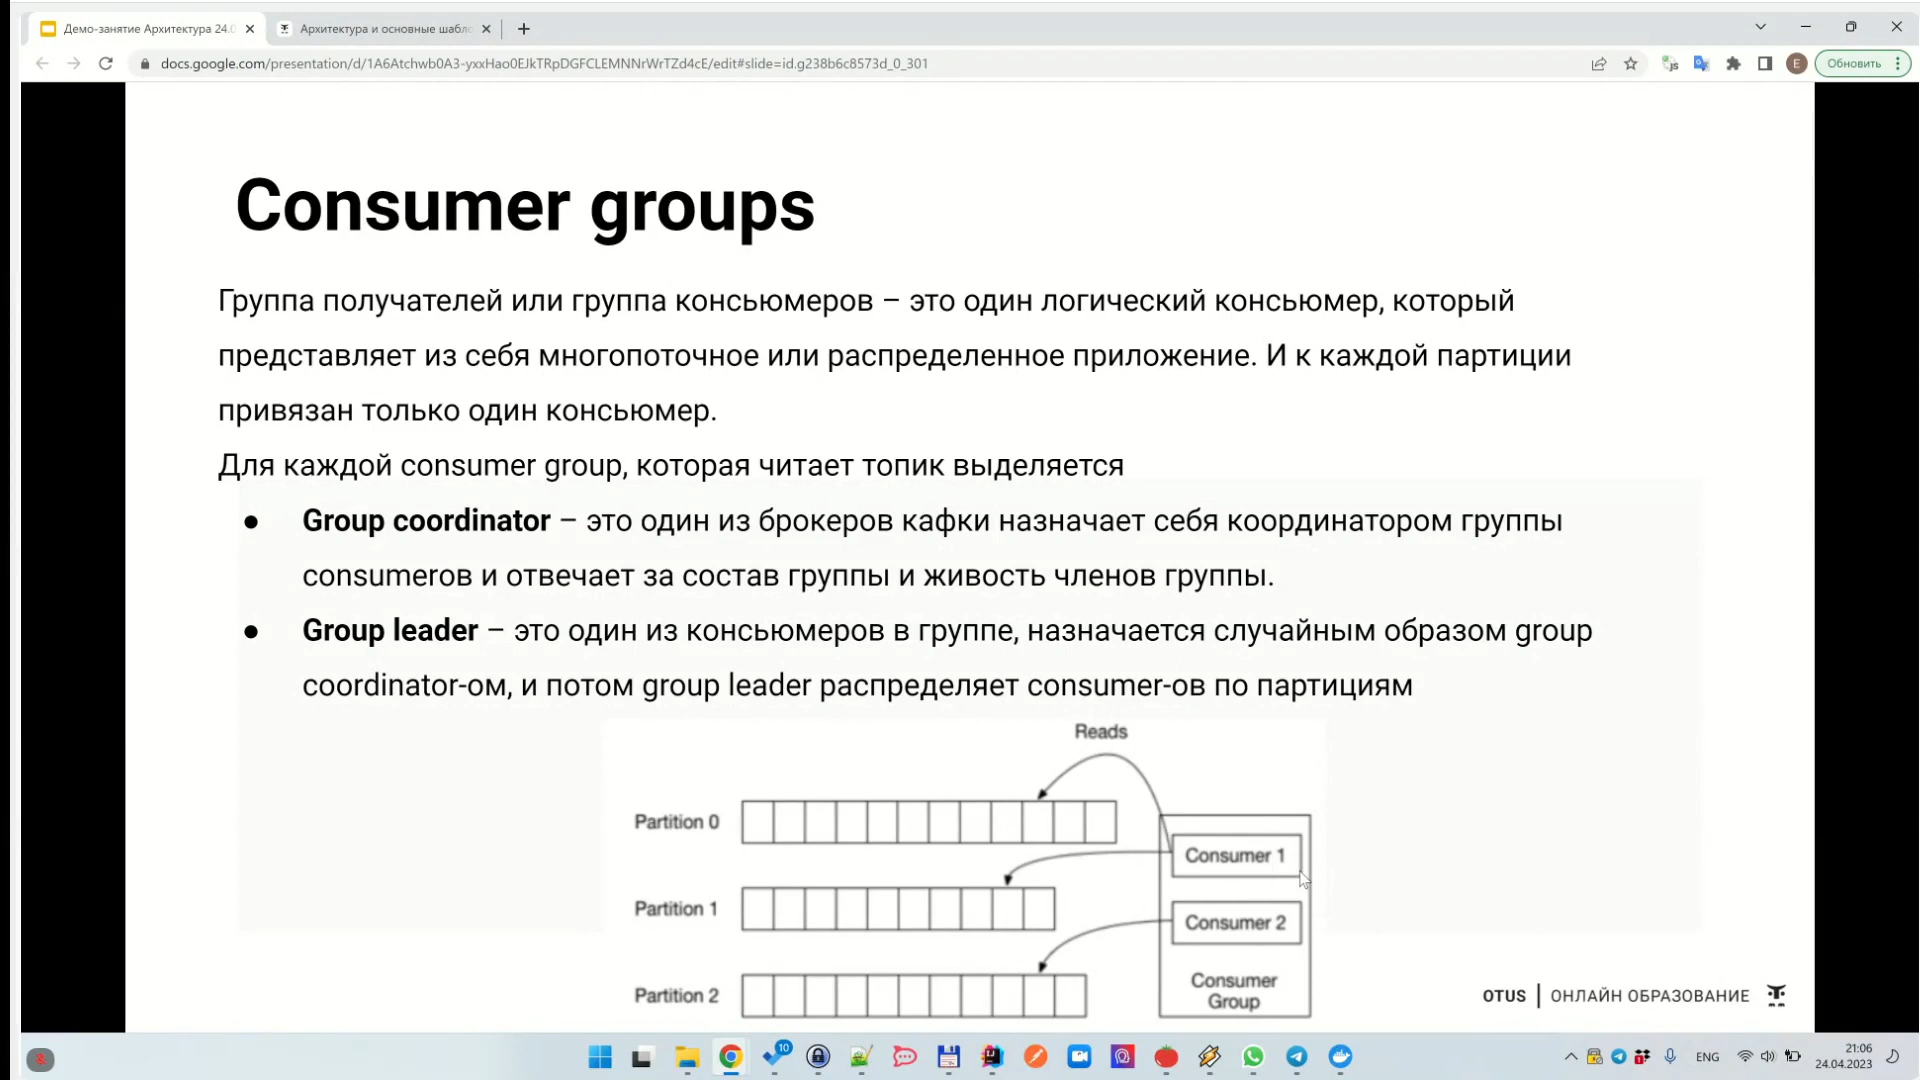 Демо-занятие Архитектура 24.0
Архитектура и основные шабло
docs.google.com/presentation/d/1A6Atchwb0A3-yxxHao0EJkTRpDGFCLEMNNrWrTZd4cE/edit#slide=id.g238b6c8573d_0_301
E
Обновить
Consumer groups
Группа получателей или группа консьюмеров – это один логический консьюмер, который
представляет из себя многопоточное или распределенное приложение. И к каждой партиции
привязан только один консьюмер.
Для каждой consumer group, которая читает топик выделяется
● Group coordinator – это один из брокеров кафки назначает себя координатором группы
consumerов и отвечает за состав группы и живость членов группы.
● Group leader – это один из консьюмеров в группе, назначается случайным образом group
coordinator-ом, и потом group leader распределяет consumer-ов по партициям
Reads
Partition 0
Consumer 1
Partition 1
Consumer 2
Partition 2
Consumer
Group
OTUS | ОНЛАЙН ОБРАЗОВАНИЕ
10
ENG
21:06
24.04.2023